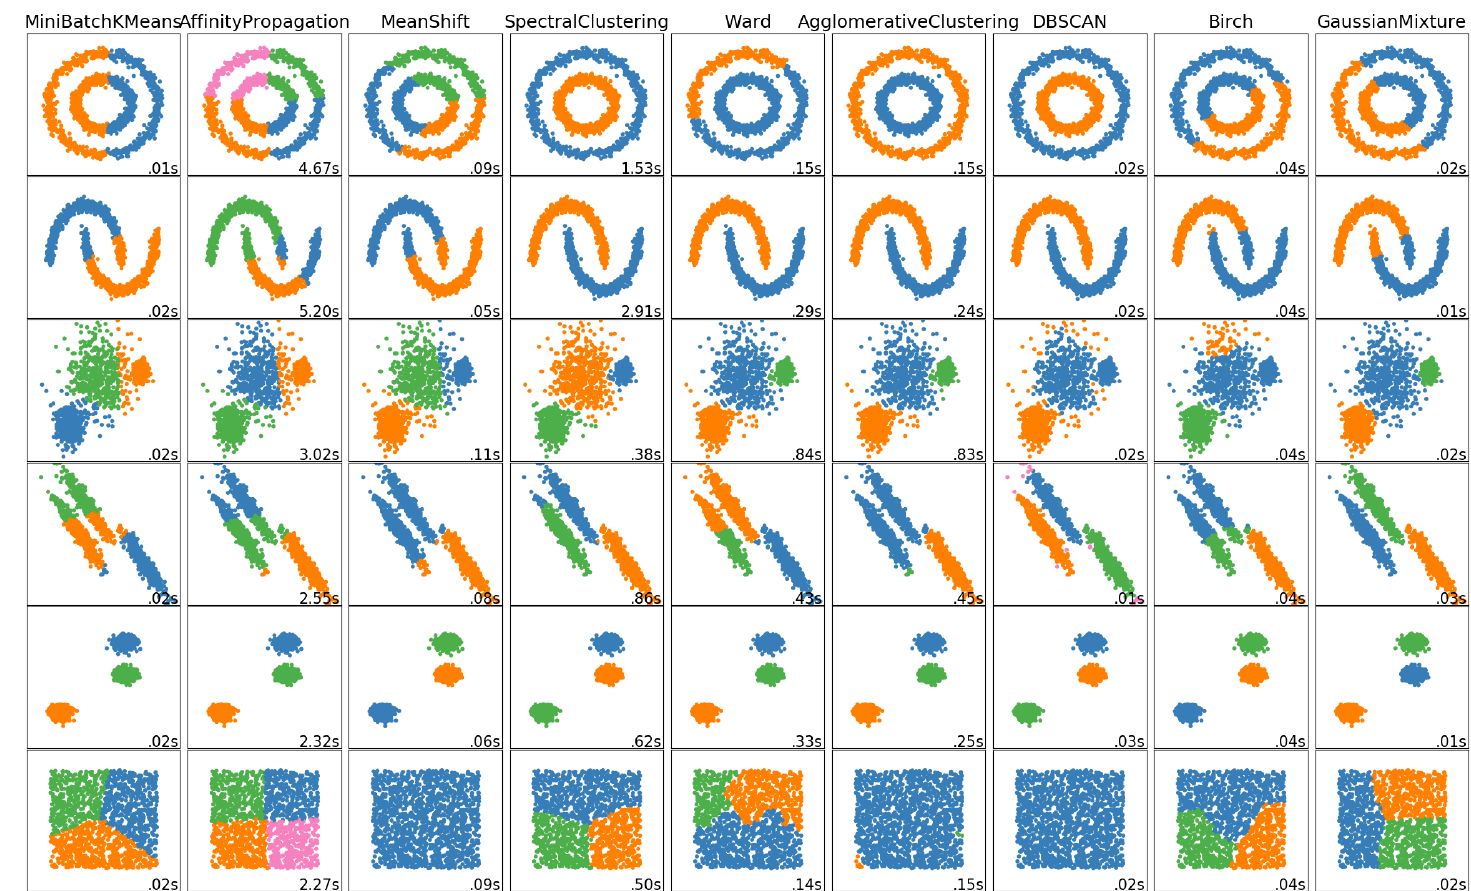 MiniBatchKMeans AffinityPropagation MeanShift SpectralClustering Ward AgglomerativeClustering DBSCAN Birch GaussianMixture
.01s 4.67s .09s 1.53s .15s .15s .02s .04s .02s
.02s 5.20s .05s 2.91s .29s .24s .02s .04s .01s
.02s 3.02s .11s .38s .84s .83s .02s .04s .02s
.02s 2.55s .08s .86s .43s .45s .01s .04s .03s
.02s 2.32s .06s .62s .33s .25s .03s .04s .01s
.02s 2.27s .09s .50s .14s .15s .02s .04s .02s